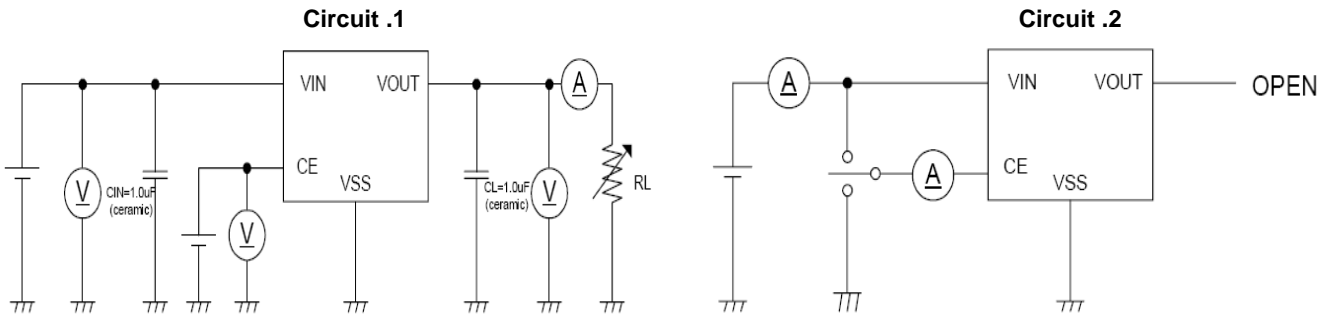 Circuit .1
VIN
VOUT
A
CE
VSS
V
CIN=1.0uF
(ceramic)
V
CL=1.0uF
(ceramic)
V
RL
Circuit .2
A
VIN
VOUT
OPEN
A
CE
VSS